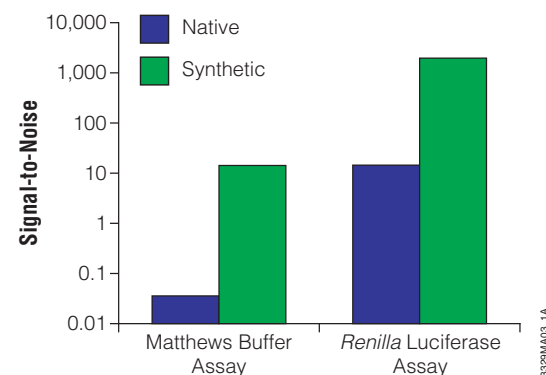 10,000
1,000
100
10
1
0.1
0.01
Signal-to-Noise
Native
Synthetic
Matthews Buffer
Assay
Renilla Luciferase
Assay
3329MA03_1A